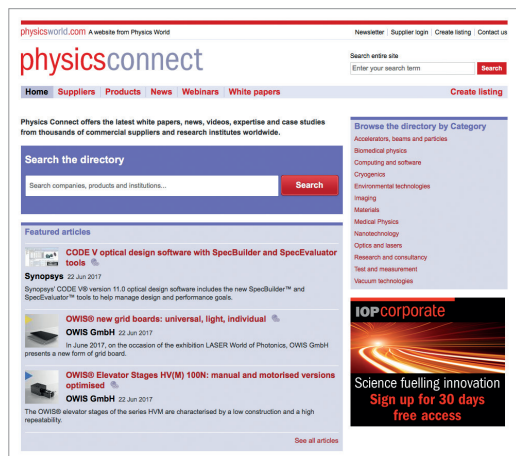 physicsworld.com A website from Physics World
Newsletter Supplier login Create listing Contact us
physicsconnect
Search entire site
Enter your search term
Search
Home Suppliers Products News Webinars White papers
Create listing
Physics Connect offers the latest white papers, news, videos, expertise and case studies
from thousands of commercial suppliers and research institutes worldwide.
Search the directory
Search companies, products and institutions...
Search
Featured articles
CODE V optical design software with SpecBuilder and SpecEvaluator
tools
Synopsys 22 Jun 2017
Synopsys' CODE V® version 11.0 optical design software includes the new SpecBuilder™ and
SpecEvaluator™ tools to help manage design and performance goals.
OWIS® new grid boards: universal, light, individual
OWIS GmbH 22 Jun 2017
In June 2017, on the occasion of the exhibition LASER World of Photonics, OWIS GmbH
presents a new form of grid board.
OWIS® Elevator Stages HV(M) 100N: manual and motorised versions
optimised
OWIS GmbH 22 Jun 2017
The OWIS® elevator stages of the series HVM are characterised by a low construction and a high
repeatability.
See all articles
Browse the directory by Category
Accelerators, beams and particles
Biomedical physics
Computing and software
Cryogenics
Environmental technologies
Imaging
Materials
Medical Physics
Nanotechnology
Optics and lasers
Research and consultancy
Test and measurement
Vacuum technologies
IOP corporate
Science fuelling innovation
Sign up for 30 days
free access